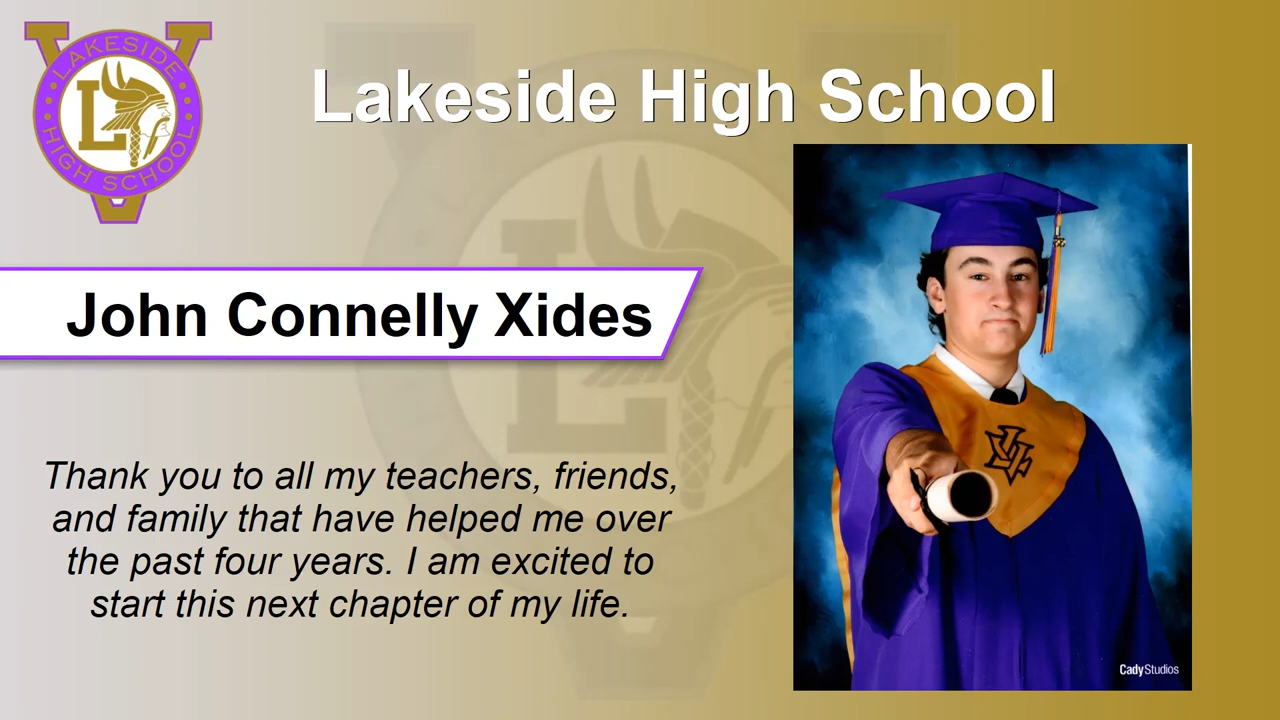 LAKESIDE
L
HIGH SCHOOL
Lakeside High School
John Connelly Xides
Thank you to all my teachers, friends,
and family that have helped me over
the past four years. I am excited to
start this next chapter of my life.
CadyStudios